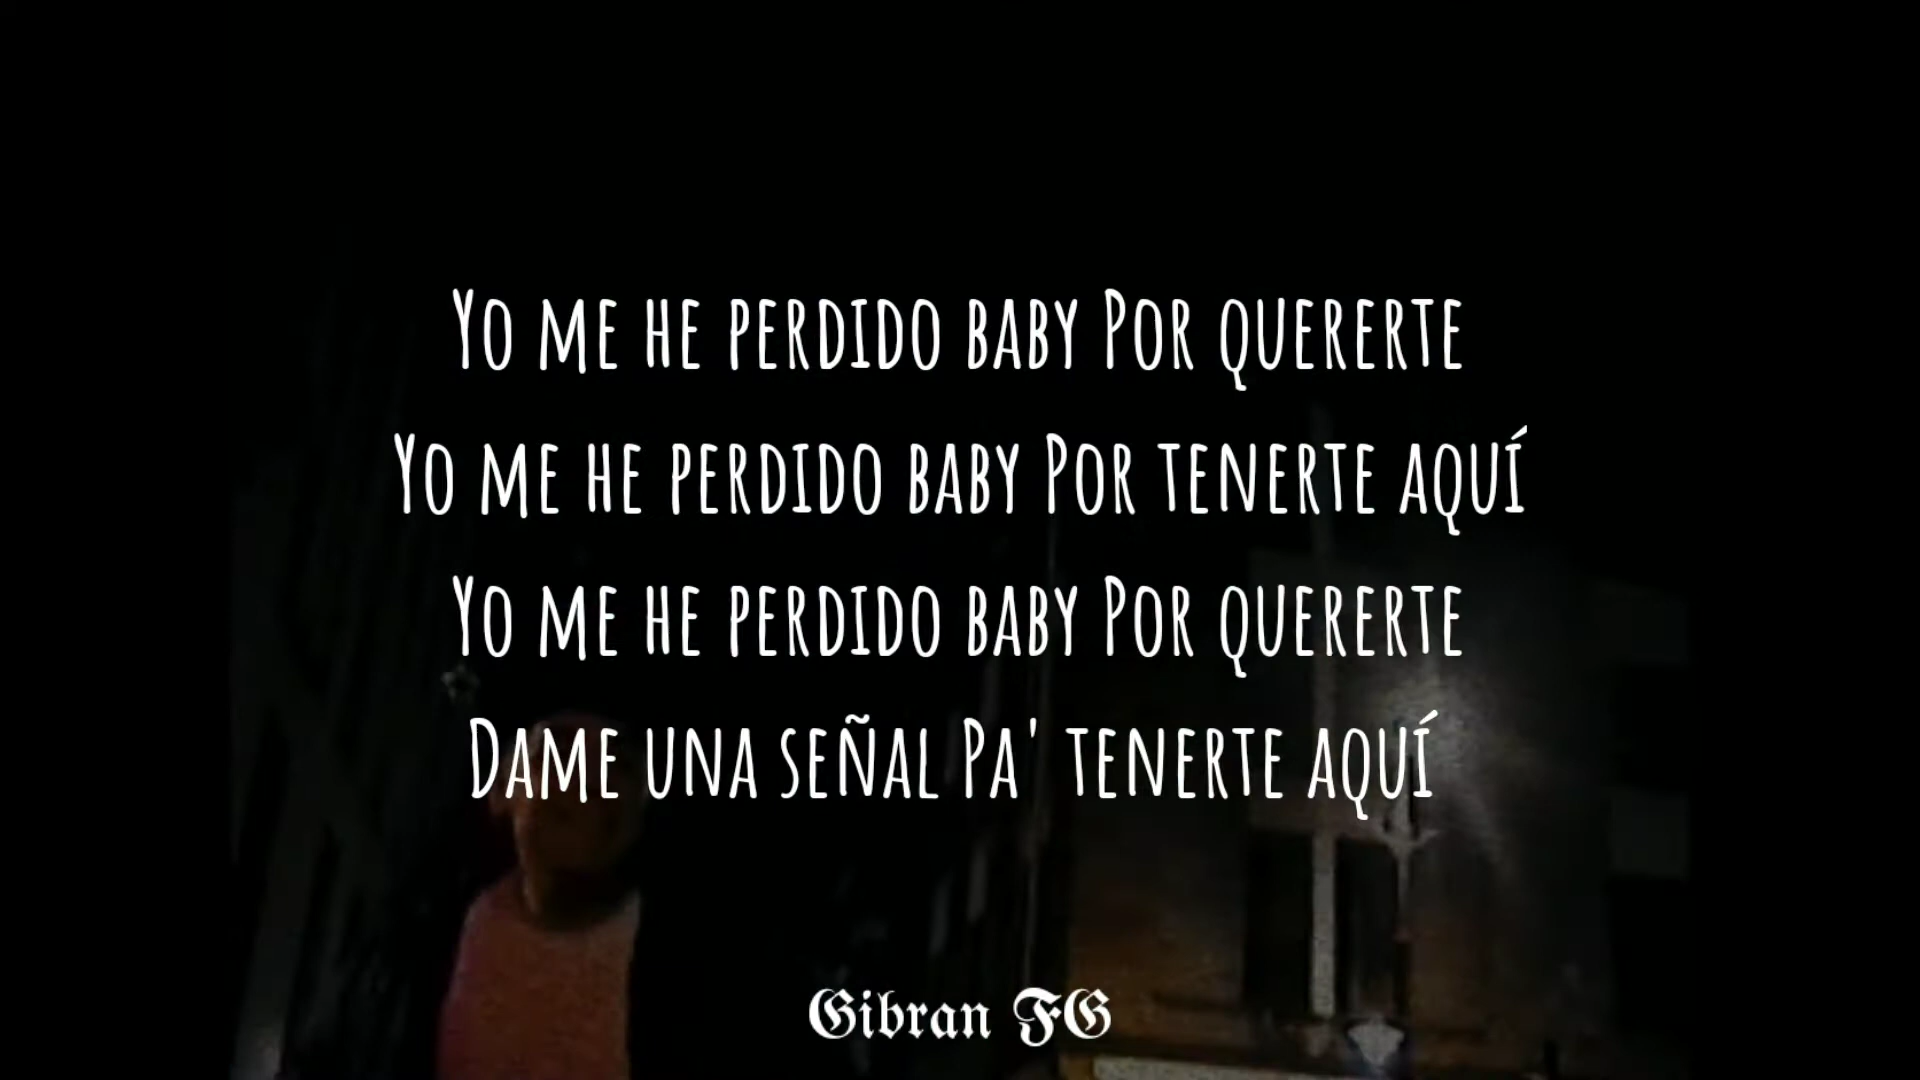 Yo me he perdido baby Por quererte
Yo me he perdido baby Por tenerte aquí
Yo me he perdido baby Por quererte
Dame una señal Pa' tenerte aquí
Gibran FG